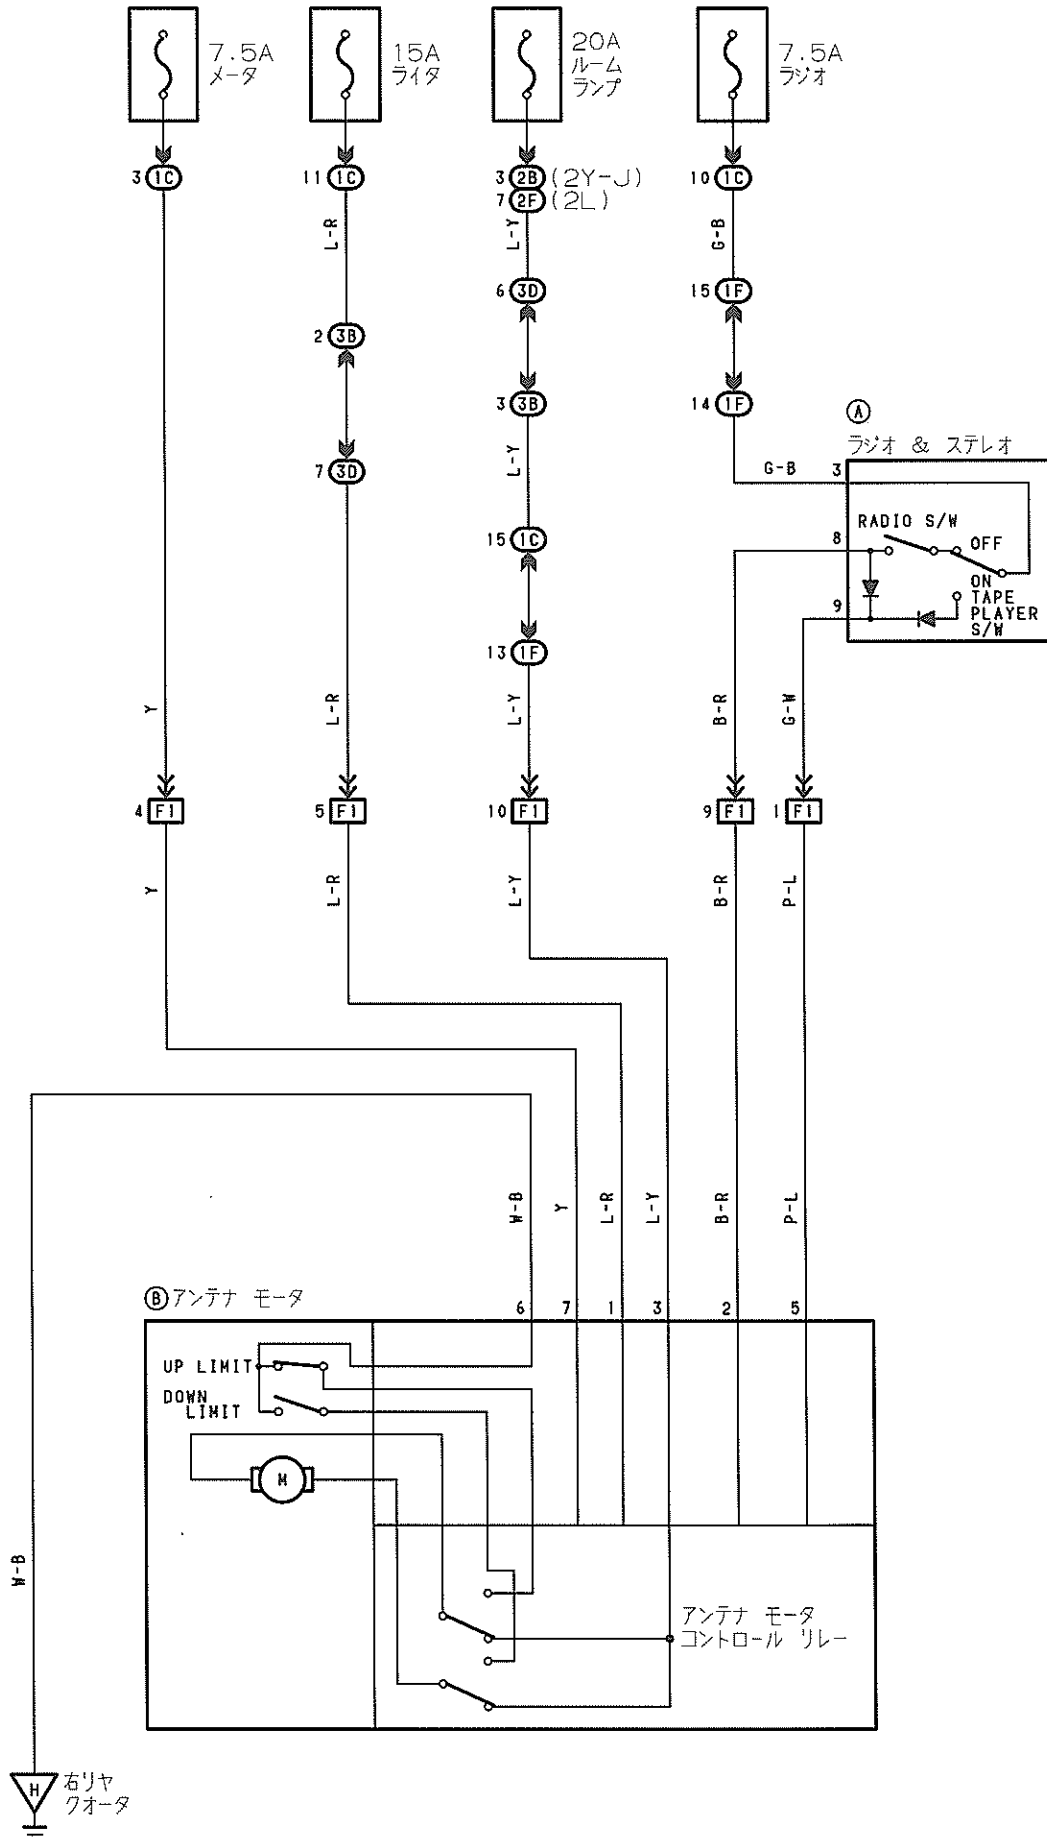 7.5A
メータ
15A
ライタ
20A
ルーム
ランプ
7.5A
ラジオ
3 1C
11 1C
3 2B (2Y-J)
7 2F (2L)
10 1C
L-R
L-Y
G-B
6 3D
15 1F
2 3B
3 3B
14 1F
A
ラジオ & ステレオ
7 3D
L-Y
G-B 3
RADIO S/W
8
OFF
ON
TAPE
PLAYER
S/W
9
15 1C
13 1F
Y
L-R
L-Y
B-R
G-W
4 F1
5 F1
10 F1
9 F1
1 F1
Y
L-R
L-Y
B-R
P-L
W-B
Y
L-R
L-Y
B-R
P-L
B アンテナ モータ
6 7 1 3 2 5
UP LIMIT
DOWN
LIMIT
M
W-B
アンテナ モータ
コントロール リレー
H
右リヤ
クオータ